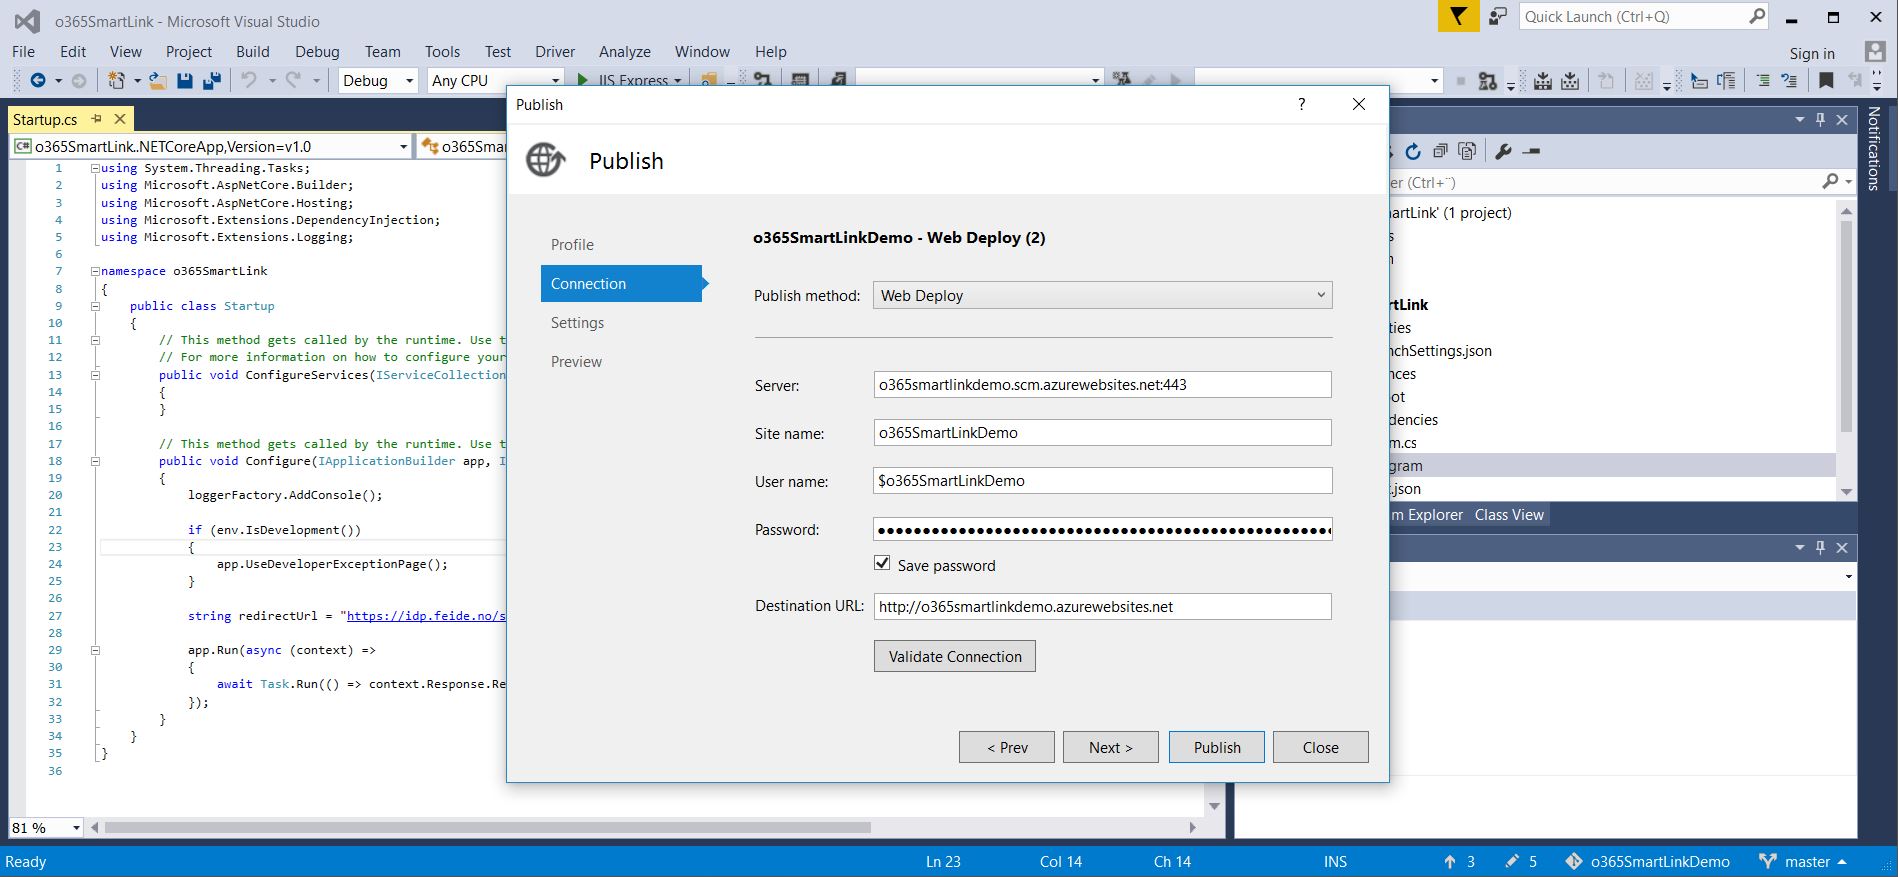 o365SmartLink - Microsoft Visual Studio
Quick Launch (Ctrl+Q)
File Edit View Project Build Debug Team Tools Test Driver Analyze Window Help
Sign in
Debug Any CPU IIS Express
Startup.cs
C# o365SmartLink..NETCoreApp,Version=v1.0
o365Smar
1 using System.Threading.Tasks;
2 using Microsoft.AspNetCore.Builder;
3 using Microsoft.AspNetCore.Hosting;
4 using Microsoft.Extensions.DependencyInjection;
5 using Microsoft.Extensions.Logging;
6
7 namespace o365SmartLink
8 {
9 public class Startup
10 {
11 // This method gets called by the runtime. Use t
12 // For more information on how to configure your
13 public void ConfigureServices(IServiceCollection
14 {
15 }
16
17 // This method gets called by the runtime. Use t
18 public void Configure(IApplicationBuilder app, I
19 {
20 loggerFactory.AddConsole();
21
22 if (env.IsDevelopment())
23 {
24 app.UseDeveloperExceptionPage();
25 }
26
27 string redirectUrl = "https://idp.feide.no/s
28
29 app.Run(async (context) =>
30 {
31 await Task.Run(() => context.Response.Re
32 });
33 }
34 }
35 }
36
81 %
Publish
?
Publish
Profile
Connection
Settings
Preview
o365SmartLinkDemo - Web Deploy (2)
Publish method: Web Deploy
Server: o365smartlinkdemo.scm.azurewebsites.net:443
Site name: o365SmartLinkDemo
User name: $o365SmartLinkDemo
Password:
Save password
Destination URL: http://o365smartlinkdemo.azurewebsites.net
Validate Connection
< Prev
Next >
Publish
Close
Notifications
er (Ctrl+¨)
artLink' (1 project)
s
n
rtLink
ties
nchSettings.json
nces
ot
dencies
m.cs
gram
t.json
m Explorer Class View
Ready
Ln 23
Col 14
Ch 14
INS
3
5
o365SmartLinkDemo
master